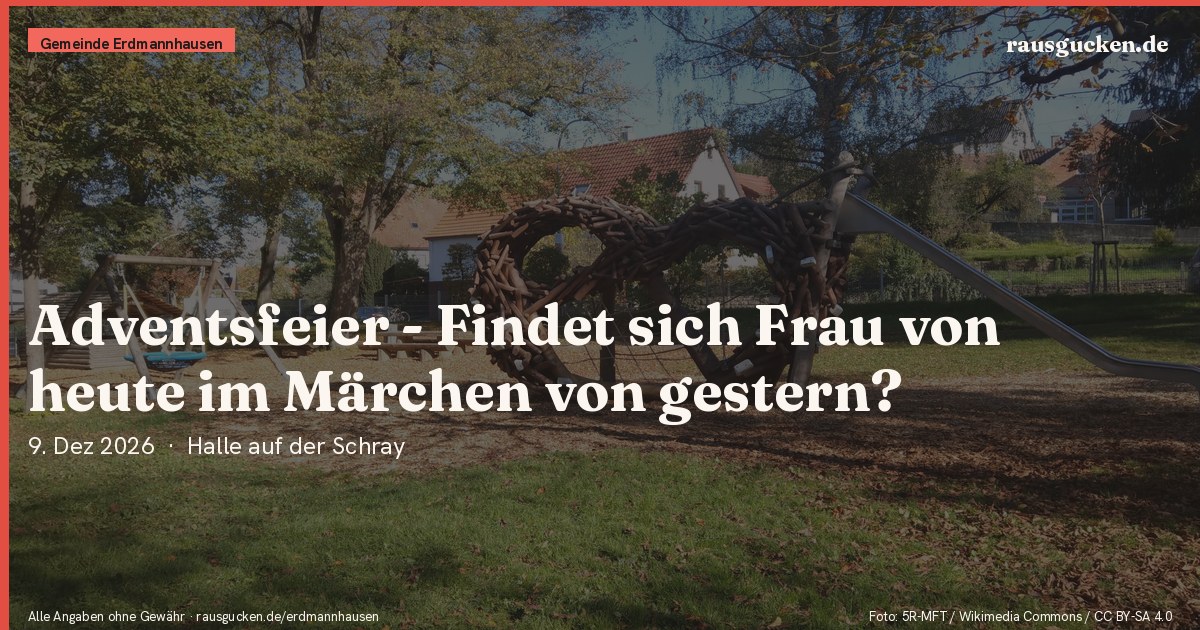 Gemeinde Erdmannhausen
rausgucken.de
Adventsfeier - Findet sich Frau von
heute im Märchen von gestern?
9. Dez 2026 · Halle auf der Schray
Alle Angaben ohne Gewähr · rausgucken.de/erdmannhausen
Foto: 5R-MFT / Wikimedia Commons / CC BY-SA 4.0